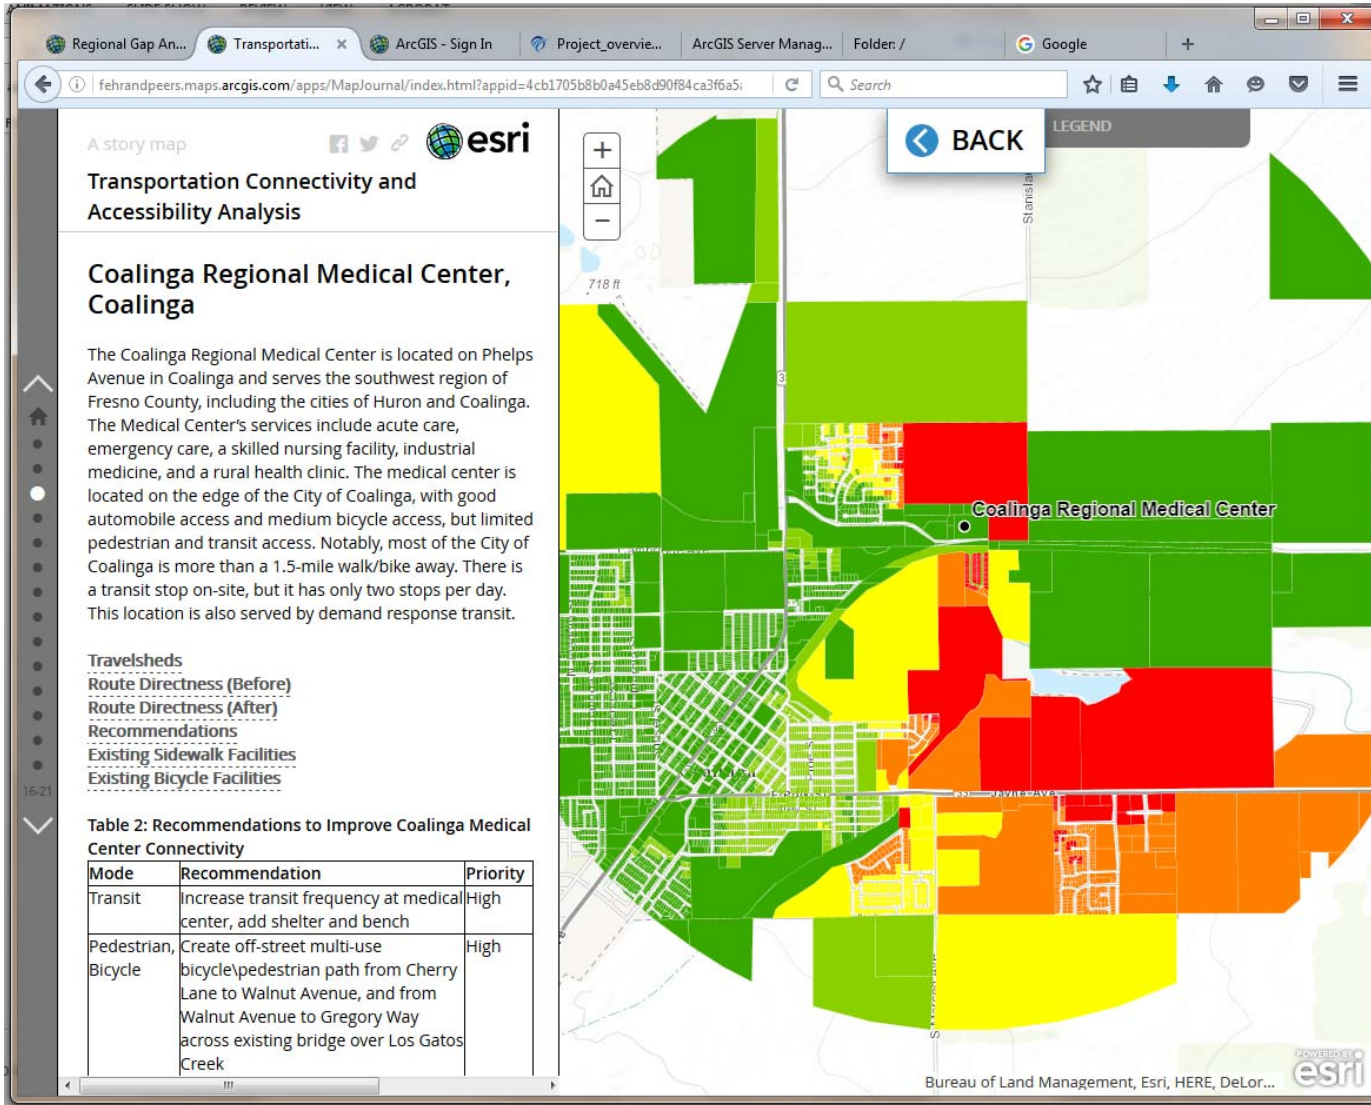 Regional Gap An...
Transportati...
ArcGIS - Sign In
Project_overvie...
ArcGIS Server Manag...
Folder: /
Google
fehrandpeers.maps.arcgis.com/apps/MapJournal/index.html?appid=4cb1705b8b0a45eb8d90f84ca3f6a5
Search
A story map
esri
Transportation Connectivity and
Accessibility Analysis
Coalinga Regional Medical Center,
Coalinga
The Coalinga Regional Medical Center is located on Phelps
Avenue in Coalinga and serves the southwest region of
Fresno County, including the cities of Huron and Coalinga.
The Medical Center's services include acute care,
emergency care, a skilled nursing facility, industrial
medicine, and a rural health clinic. The medical center is
located on the edge of the City of Coalinga, with good
automobile access and medium bicycle access, but limited
pedestrian and transit access. Notably, most of the City of
Coalinga is more than a 1.5-mile walk/bike away. There is
a transit stop on-site, but it has only two stops per day.
This location is also served by demand response transit.
Travelsheds
Route Directness (Before)
Route Directness (After)
Recommendations
Existing Sidewalk Facilities
Existing Bicycle Facilities
16-21
Table 2: Recommendations to Improve Coalinga Medical
Center Connectivity
Mode Recommendation Priority
Transit Increase transit frequency at medical High
center, add shelter and bench
Pedestrian, Create off-street multi-use High
Bicycle bicycle\pedestrian path from Cherry
Lane to Walnut Avenue, and from
Walnut Avenue to Gregory Way
across existing bridge over Los Gatos
Creek
BACK
LEGEND
718 ft
Coalinga Regional Medical Center
Jayne-Ave
33
Bureau of Land Management, Esri, HERE, DeLor...
POWERED BY
esri